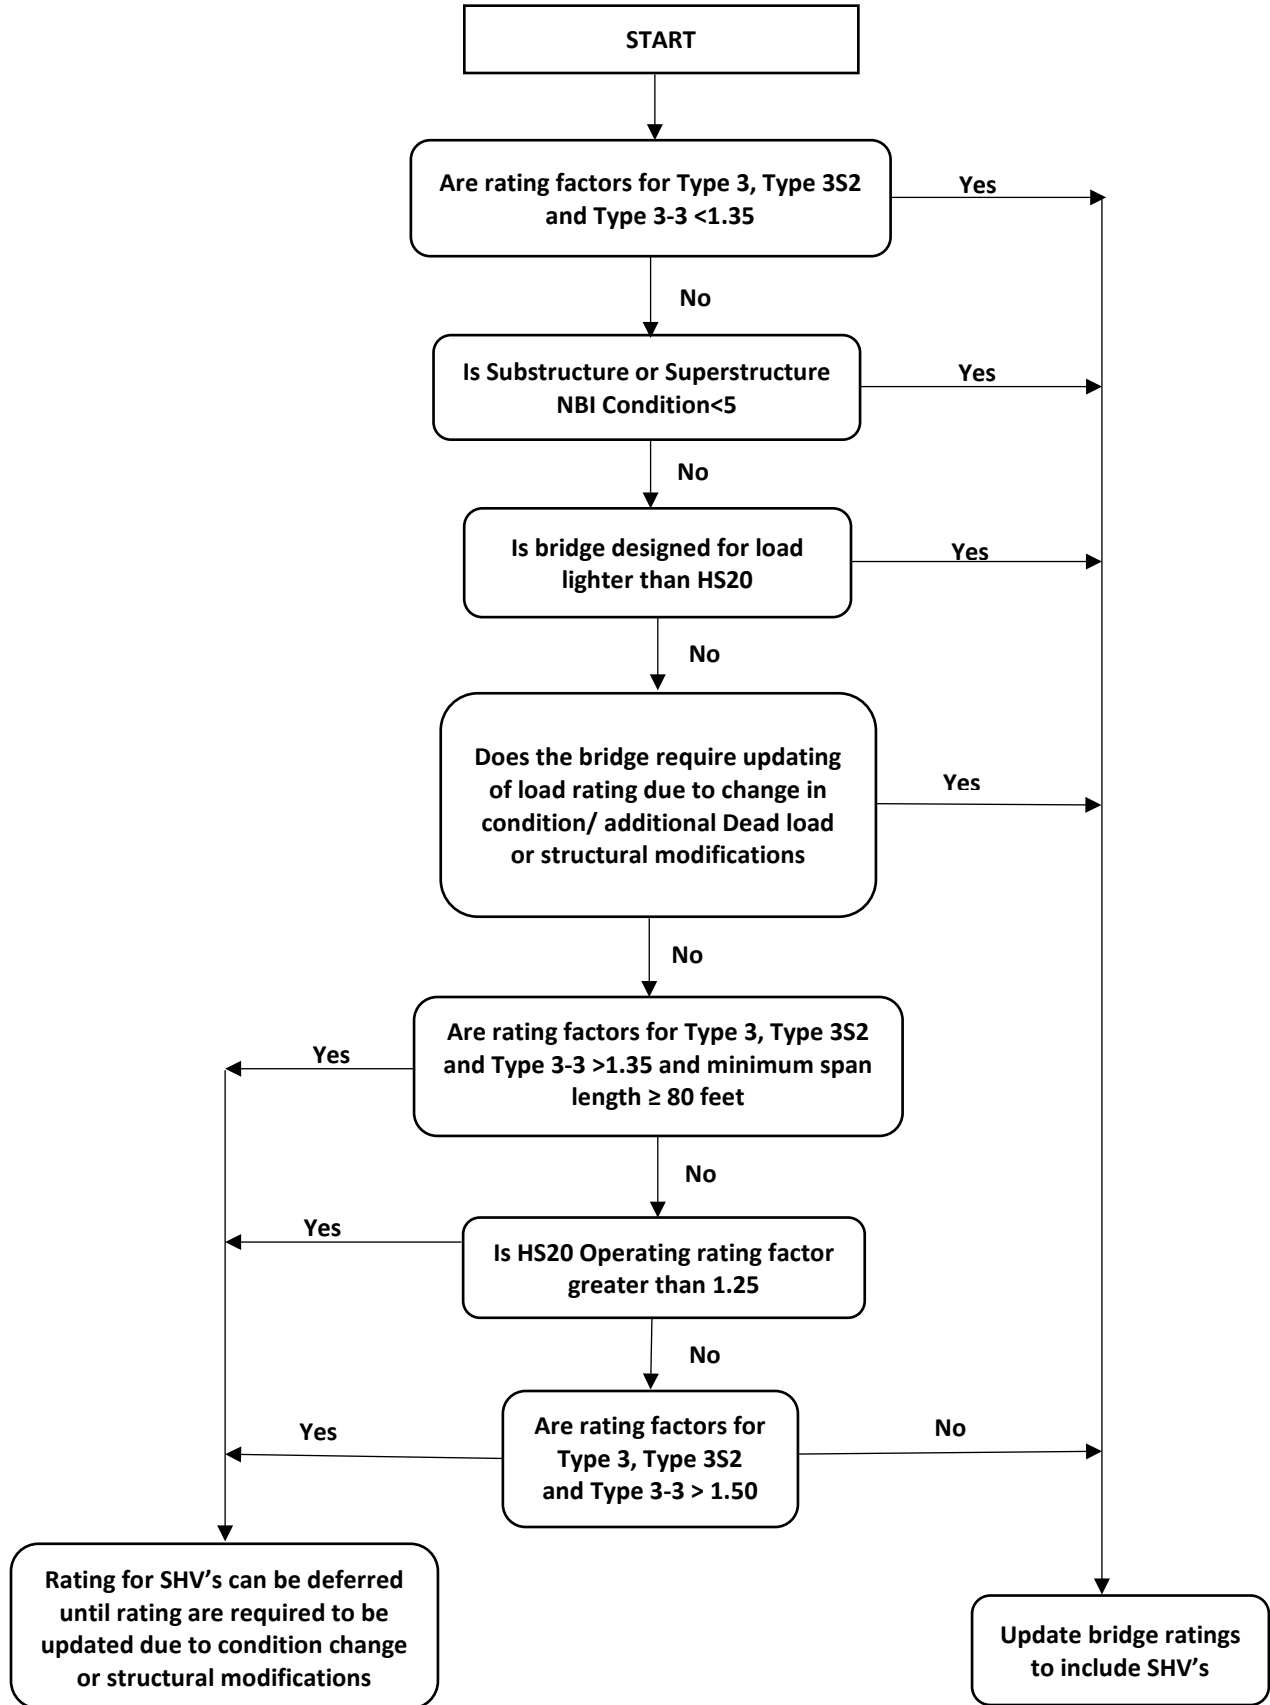 START
Are rating factors for Type 3, Type 3S2
and Type 3-3 <1.35
Yes
No
Is Substructure or Superstructure
NBI Condition<5
Yes
No
Is bridge designed for load
lighter than HS20
Yes
No
Does the bridge require updating
of load rating due to change in
condition/ additional Dead load
or structural modifications
Yes
No
Are rating factors for Type 3, Type 3S2
and Type 3-3 >1.35 and minimum span
length ≥ 80 feet
Yes
No
Is HS20 Operating rating factor
greater than 1.25
Yes
No
Are rating factors for
Type 3, Type 3S2
and Type 3-3 > 1.50
Yes
No
Rating for SHV’s can be deferred
until rating are required to be
updated due to condition change
or structural modifications
Update bridge ratings
to include SHV’s